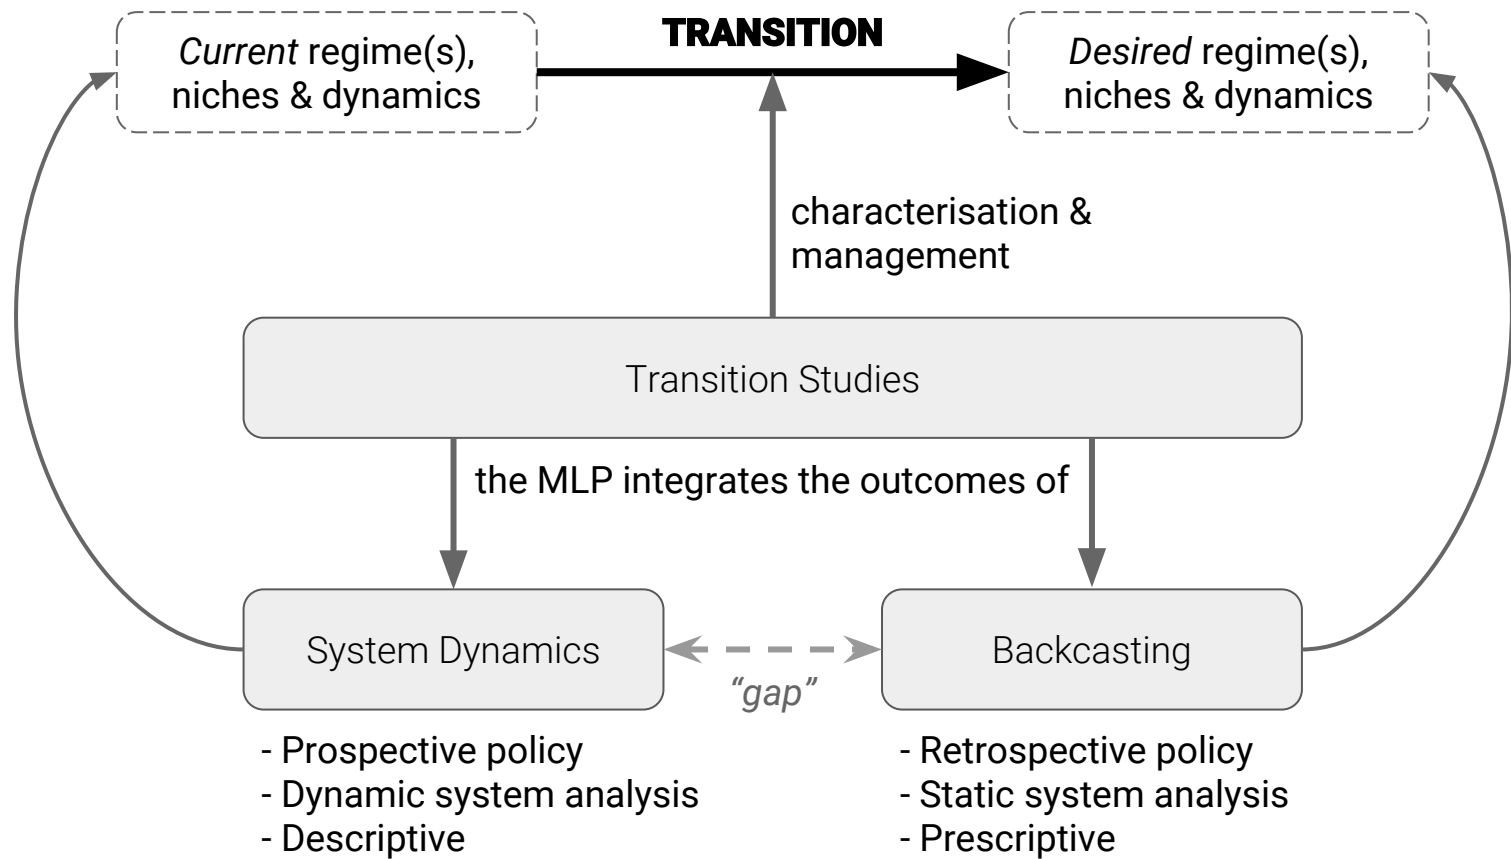 TRANSITION
Current regime(s),
niches & dynamics
Desired regime(s),
niches & dynamics
characterisation &
management
Transition Studies
the MLP integrates the outcomes of
System Dynamics
“gap”
Backcasting
- Prospective policy
- Dynamic system analysis
- Descriptive
- Retrospective policy
- Static system analysis
- Prescriptive